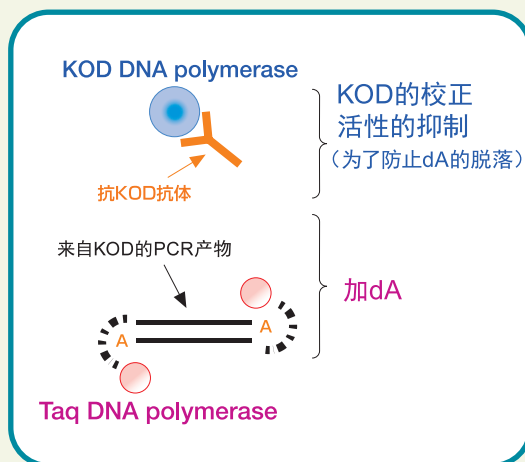 KOD DNA polymerase
KOD的校正
活性的抑制
（为了防止dA的脱落）
抗KOD抗体
来自KOD的PCR产物
加dA
A
A
Taq DNA polymerase